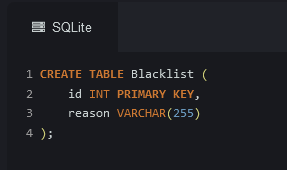 SQLite
1 CREATE TABLE Blacklist (
2     id INT PRIMARY KEY,
3     reason VARCHAR(255)
4 );